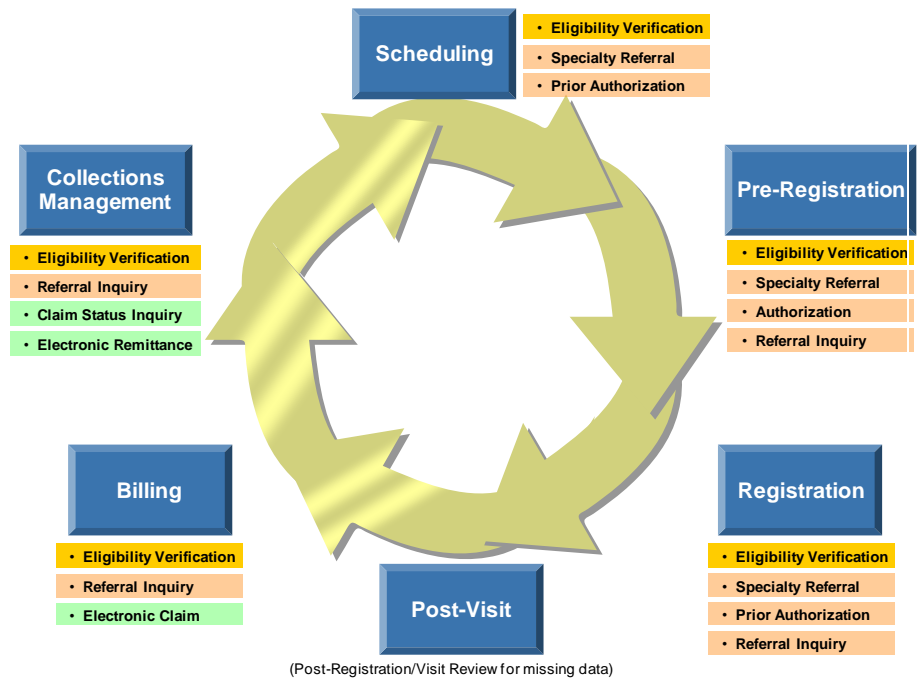 Scheduling
• Eligibility Verification
• Specialty Referral
• Prior Authorization
Pre-Registration
• Eligibility Verification
• Specialty Referral
• Authorization
• Referral Inquiry
Registration
• Eligibility Verification
• Specialty Referral
• Prior Authorization
• Referral Inquiry
Post-Visit
(Post-Registration/Visit Review for missing data)
Billing
• Eligibility Verification
• Referral Inquiry
• Electronic Claim
Collections
Management
• Eligibility Verification
• Referral Inquiry
• Claim Status Inquiry
• Electronic Remittance